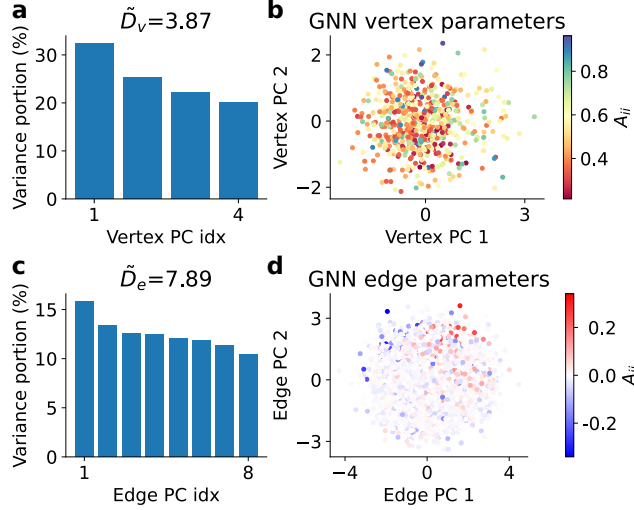 a
D̃ᵥ=3.87
Variance portion (%)
30
20
10
0
1
4
Vertex PC idx
b
GNN vertex parameters
Vertex PC 2
2
0
−2
0
3
Vertex PC 1
0.8
0.6
0.4
A_ii
c
D̃ₑ=7.89
Variance portion (%)
15
10
5
0
1
8
Edge PC idx
d
GNN edge parameters
Edge PC 2
3
0
−3
−4
0
4
Edge PC 1
0.2
0.0
-0.2
A_ij